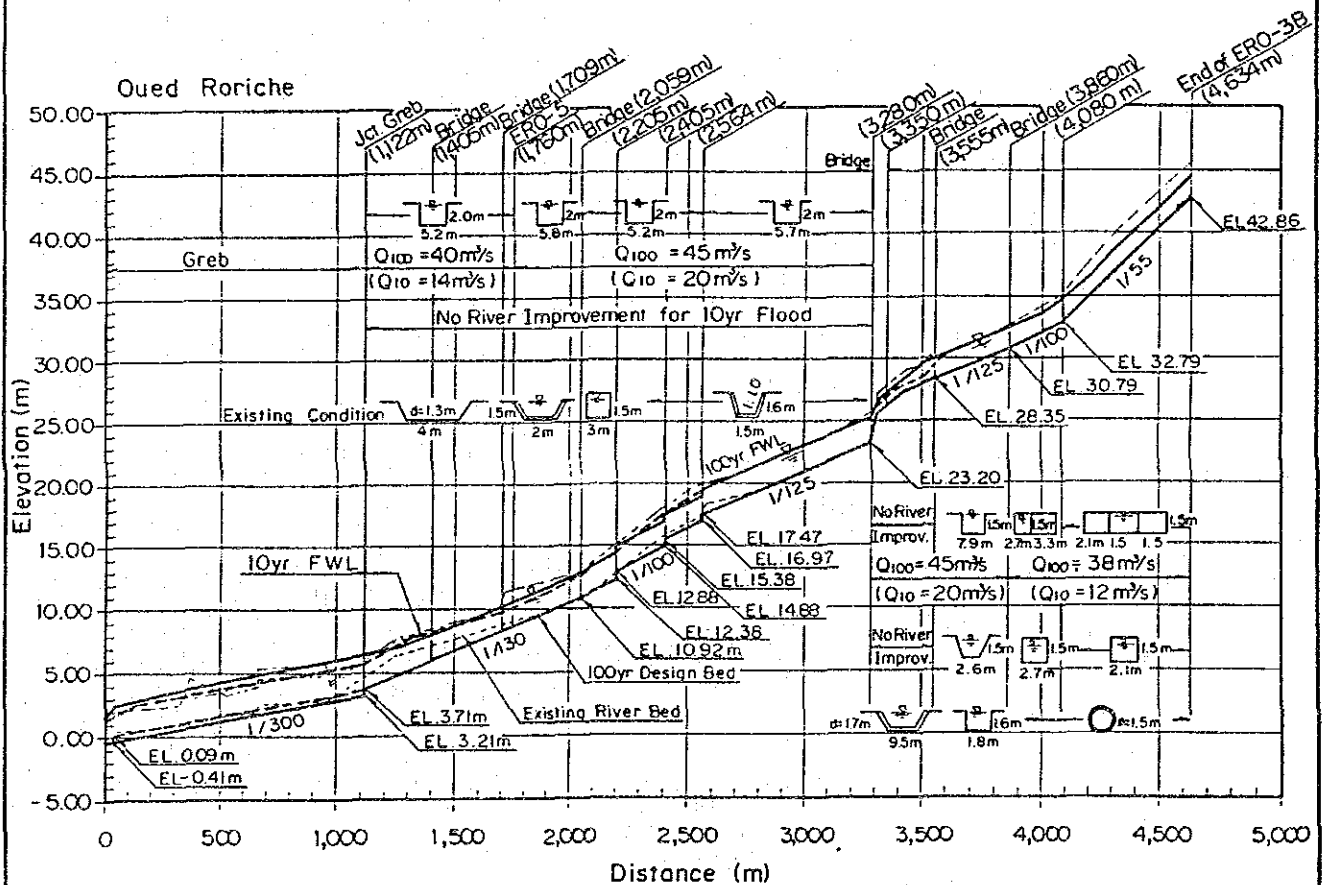 Oued Roriche
Jct Greb
(1,122m)
Bridge
(1,405m)
Bridge (1,709m)
ERO-5
(1,760m)
Bridge (2,059m)
(2,205m)
(2,405m)
(2,564m)
Bridge
(3,280m)
(3,350m)
Bridge
(3,555m)
Bridge (3,880m)
(4,080m)
End of ERO-3B
(4,634m)
50.00
45.00
40.00
35.00
30.00
25.00
20.00
15.00
10.00
5.00
0.00
-5.00
Elevation (m)
2.0m 2m 2m 2m
5.2m 5.8m 5.2m 5.7m
Greb
Q100 = 40m³/s Q100 = 45m³/s
(Q10 = 14m³/s) (Q10 = 20m³/s)
No River Improvement for 10yr Flood
Existing Condition
d=1.3m 1.5m 1.5m 1:1.0 1.6m
4m 2m 3m 1.5m
1/55
EL 42.86
1/100
1/125
EL. 32.79
EL. 30.79
EL. 28.35
EL. 23.20
100yr FWL
1/125
EL. 17.47
EL. 16.97
1/100
EL. 15.38
EL. 14.88
EL. 12.88
EL. 12.38
EL. 10.92m
10yr FWL
1/130
100yr Design Bed
Existing River Bed
EL. 3.71m
EL. 3.21m
1/300
EL. 0.09m
EL-0.41m
No River
Improv.
1.5m 1.5m 1.5m
7.9m 2.7m 3.3m 2.1m 1.5 1.5
Q100= 45m³/s Q100 = 38m³/s
(Q10 = 20m³/s) (Q10 = 12m³/s)
No River
Improv.
1.5m 1.5m 1.5m
2.6m 2.7m 2.1m
d=1.7m 1.6m
9.5m 1.8m
0 500 1,000 1,500 2,000 2,500 3,000 3,500 4,000 4,500 5,000
Distance (m)